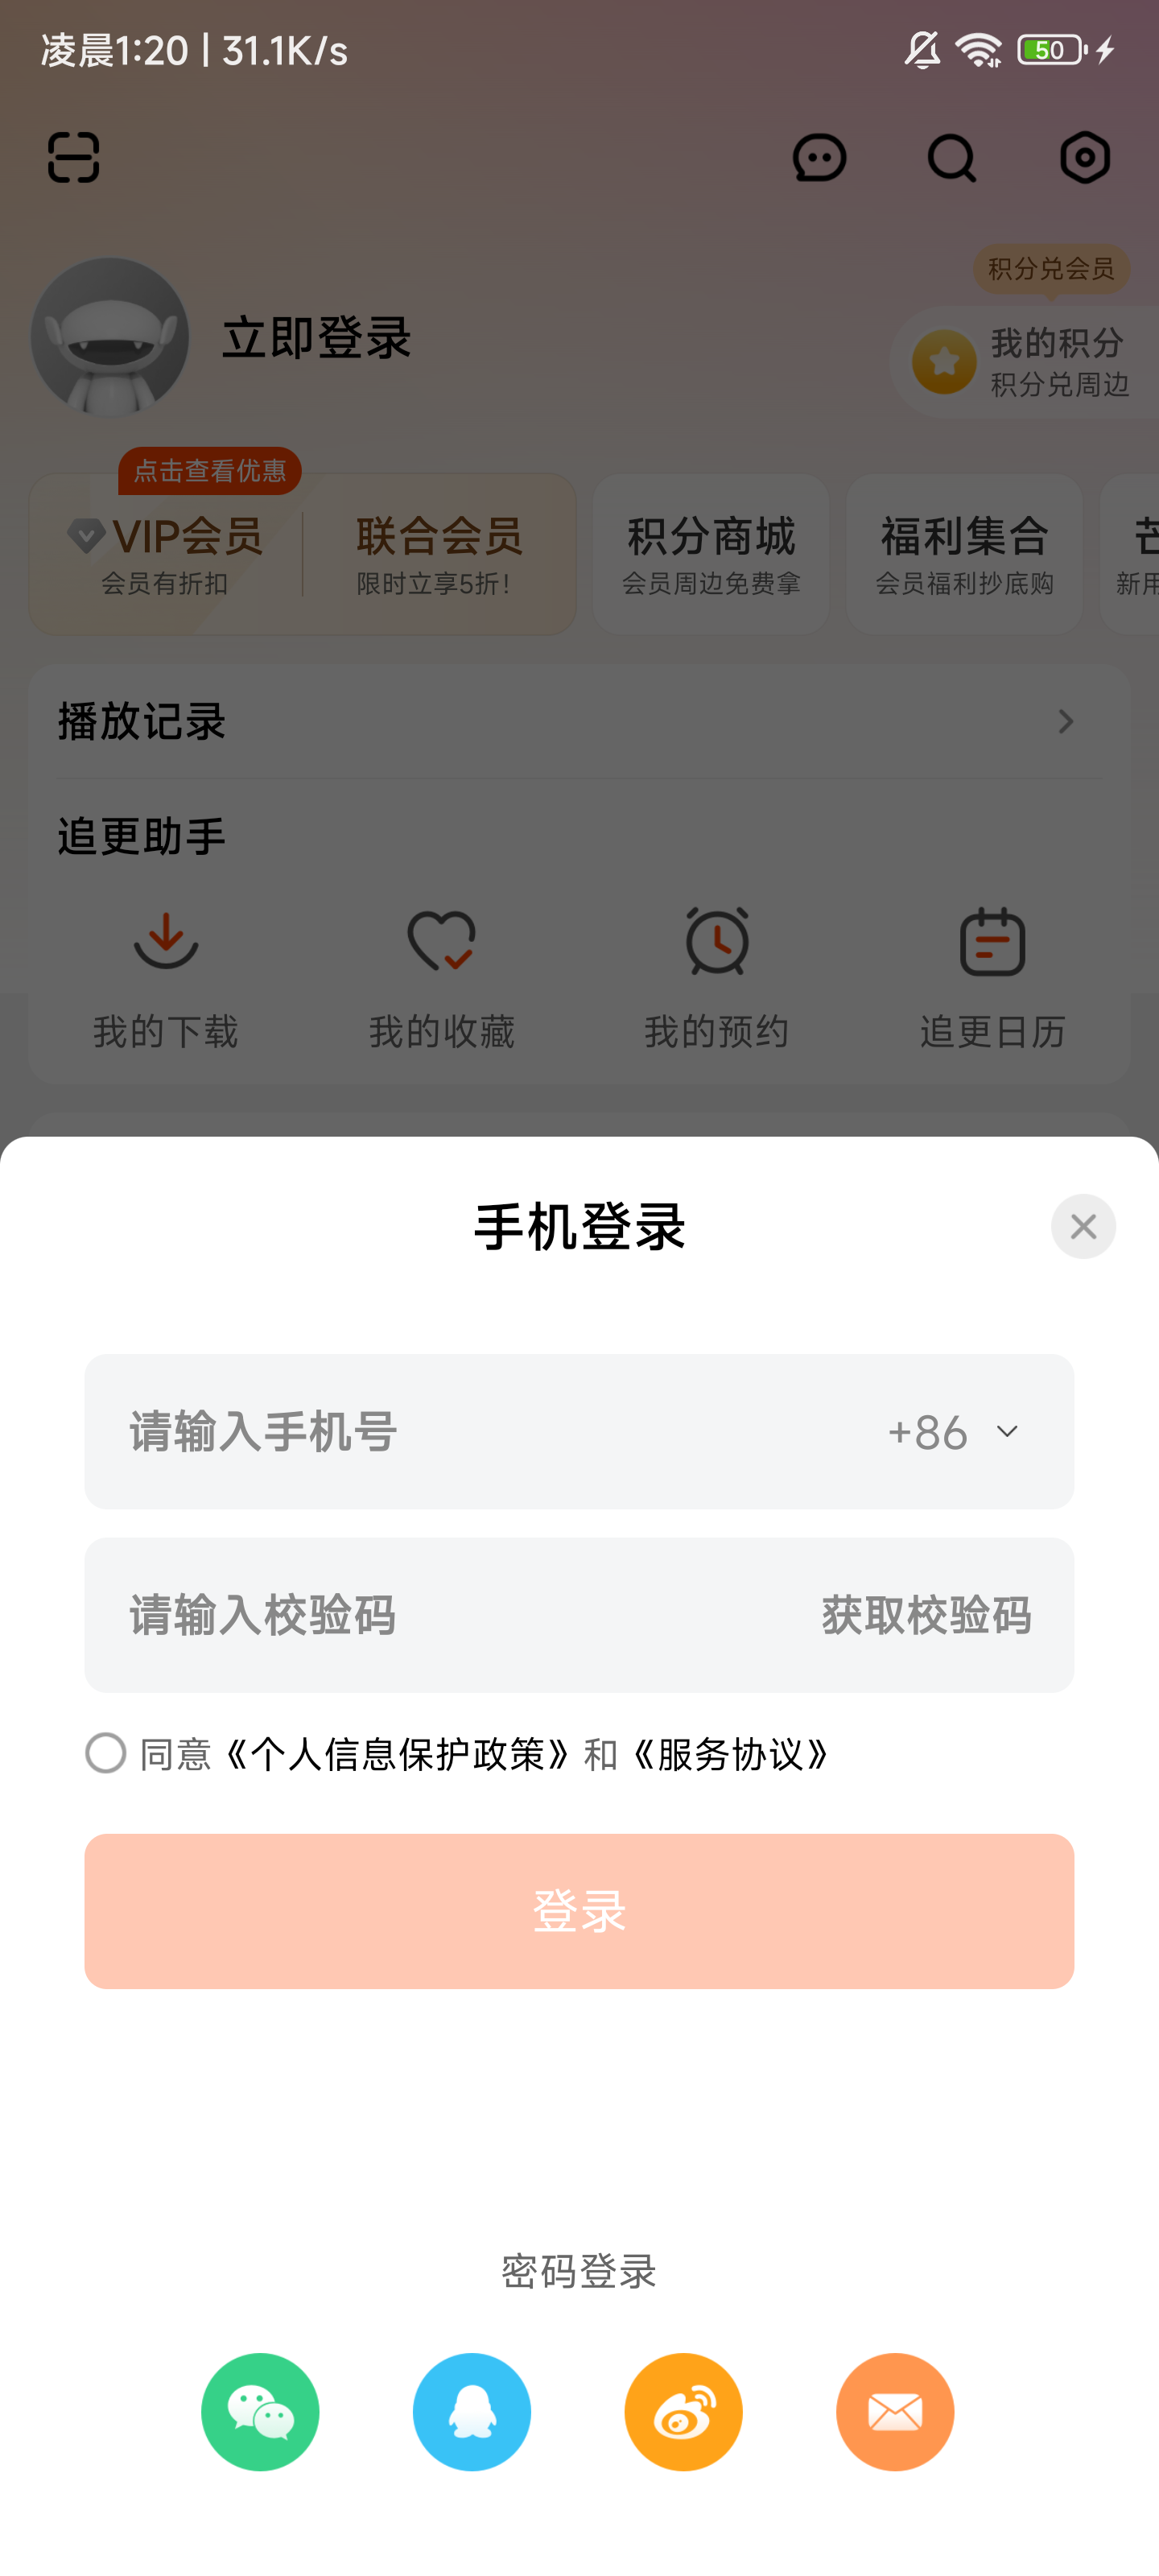 凌晨1:20 | 31.1K/s
50
积分兑会员
立即登录
我的积分
积分兑周边
点击查看优惠
VIP会员
会员有折扣
联合会员
限时立享5折!
积分商城
会员周边免费拿
福利集合
会员福利抄底购
新用
播放记录
追更助手
我的下载
我的收藏
我的预约
追更日历
手机登录
请输入手机号
+86
请输入校验码
获取校验码
同意《个人信息保护政策》和《服务协议》
登录
密码登录